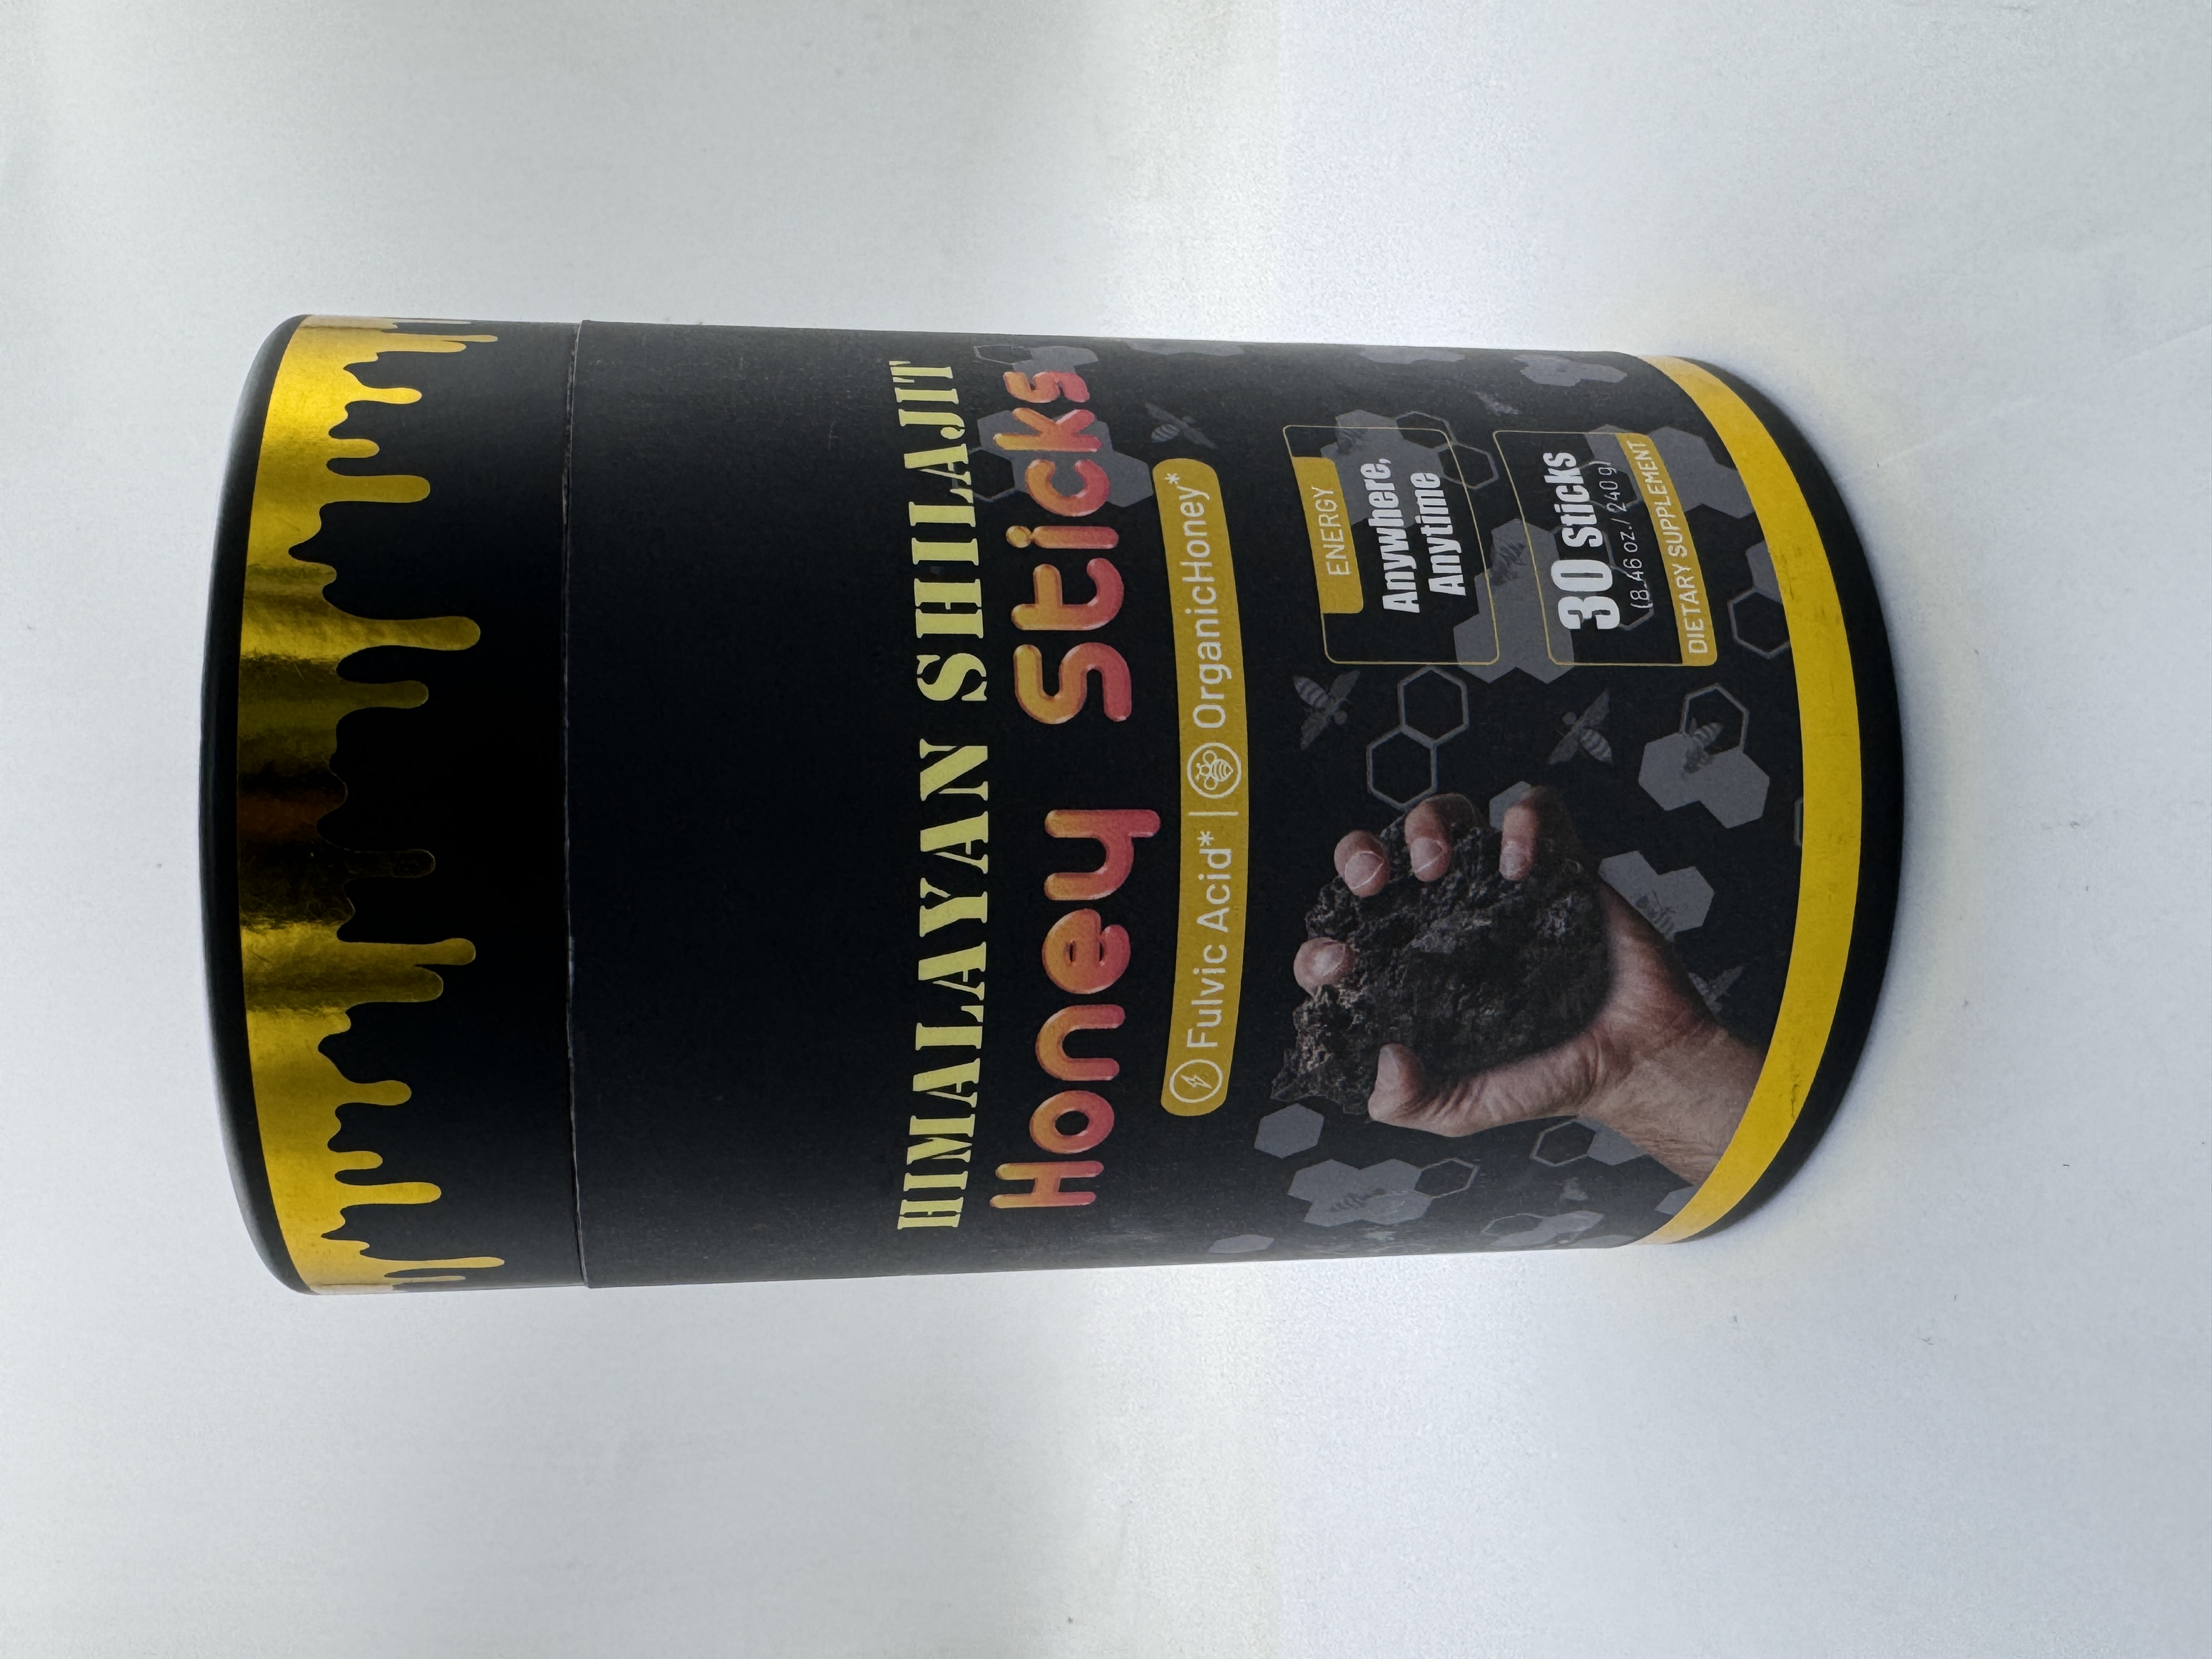 HIMALAYAN SHILAJIT
Honey Sticks
Fulvic Acid* | OrganicHoney*
ENERGY
Anywhere,
Anytime
30 Sticks
(8.46 oz./ 240 g)
DIETARY SUPPLEMENT